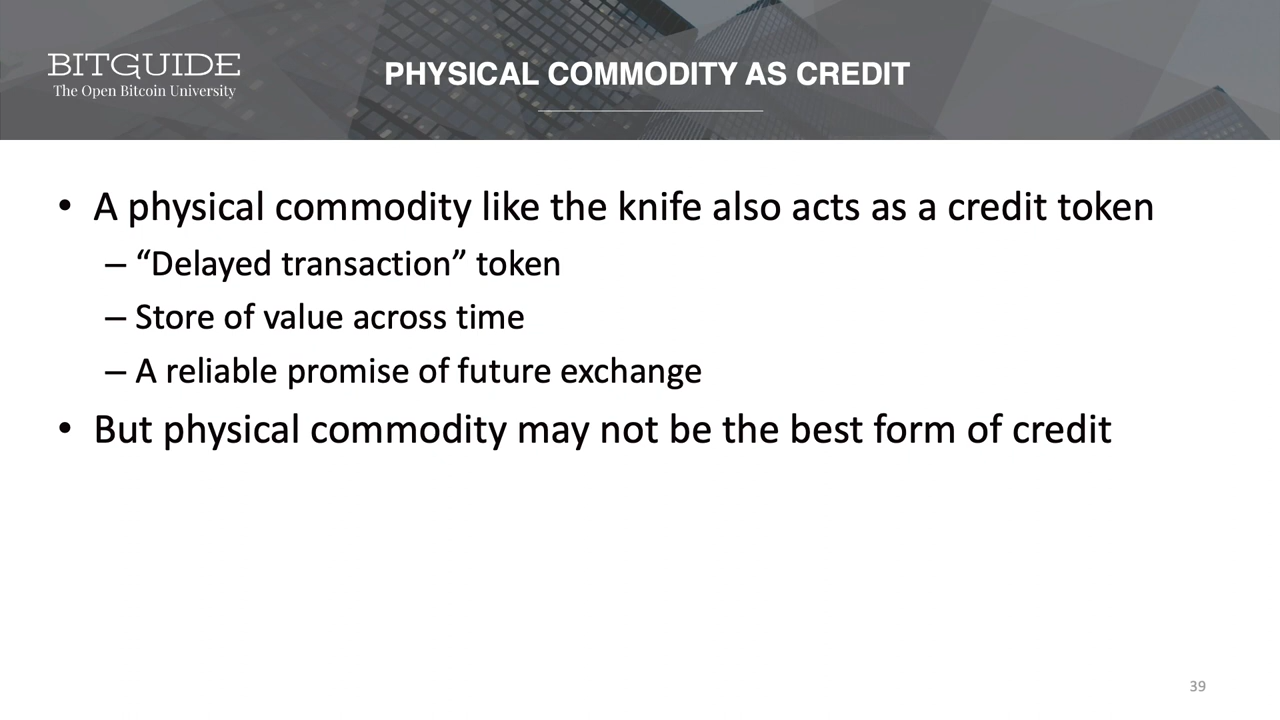 BITGUIDE
The Open Bitcoin University
PHYSICAL COMMODITY AS CREDIT
• A physical commodity like the knife also acts as a credit token
– “Delayed transaction” token
– Store of value across time
– A reliable promise of future exchange
• But physical commodity may not be the best form of credit
39